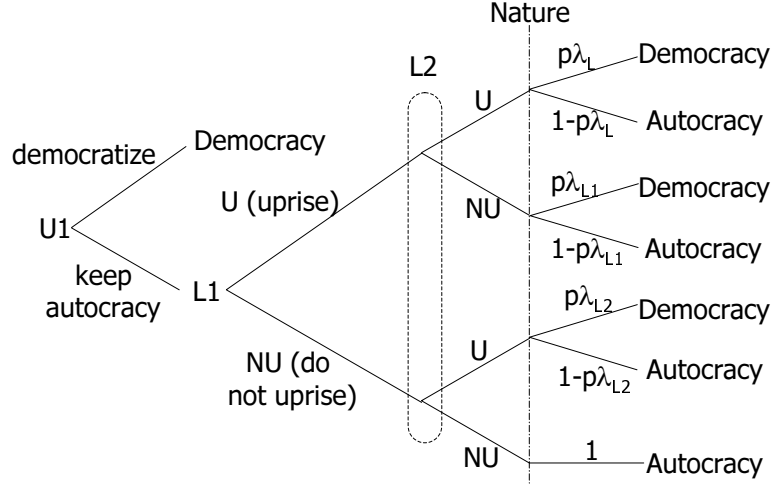 Nature
pλL
Democracy
L2
U
1-pλL
Autocracy
democratize
Democracy
U (uprise)
NU
pλL1
Democracy
U1
1-pλL1
Autocracy
keep
autocracy
L1
pλL2
Democracy
NU (do
not uprise)
U
1-pλL2
Autocracy
NU
1
Autocracy